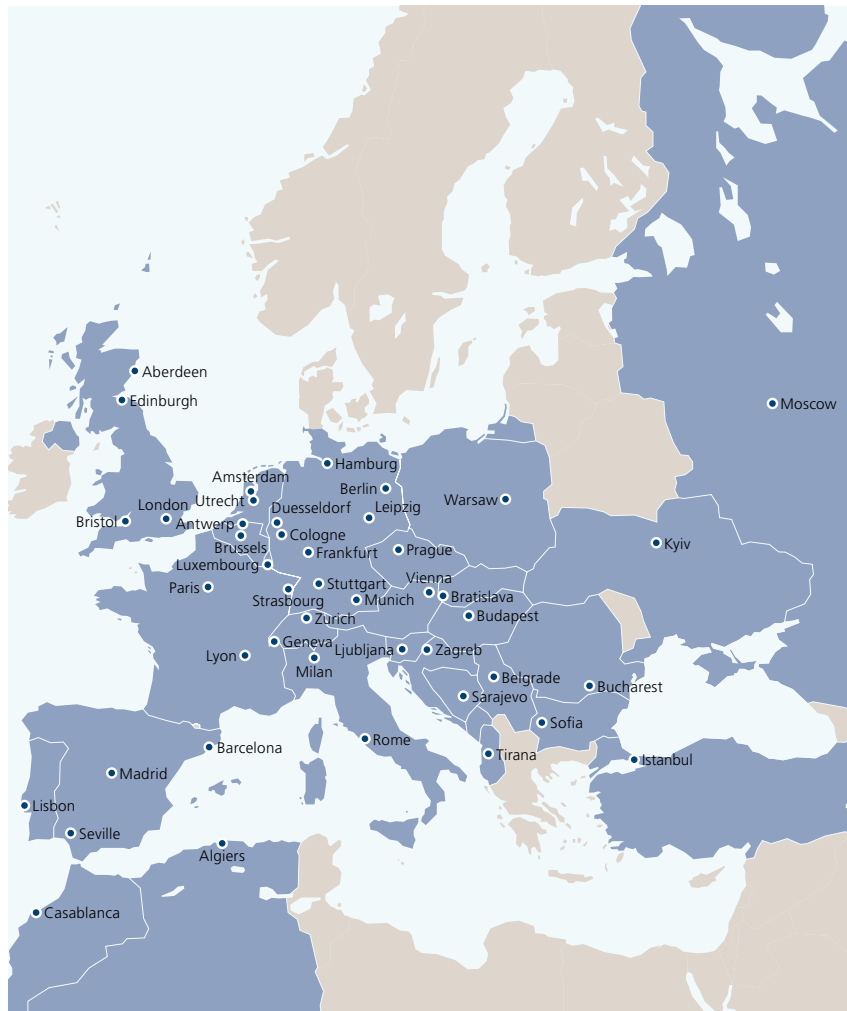 Aberdeen
Edinburgh
Moscow
Hamburg
Amsterdam
Berlin
Utrecht
Warsaw
London
Duesseldorf
Leipzig
Bristol
Antwerp
Cologne
Brussels
Kyiv
Frankfurt
Prague
Luxembourg
Vienna
Paris
Stuttgart
Strasbourg
Munich
Bratislava
Budapest
Zurich
Geneva
Ljubljana
Zagreb
Lyon
Milan
Belgrade
Bucharest
Sarajevo
Sofia
Rome
Barcelona
Tirana
Istanbul
Madrid
Lisbon
Seville
Algiers
Casablanca